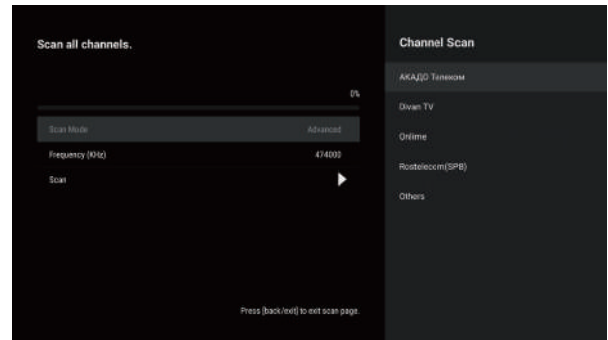 Scan all channels.
0%
Scan Mode Advanced
Frequency (KHz) 474000
Scan
Press [back/exit] to exit scan page.
Channel Scan
АКАДО Телеком
Divan TV
Onlime
Rostelecom(SPB)
Others